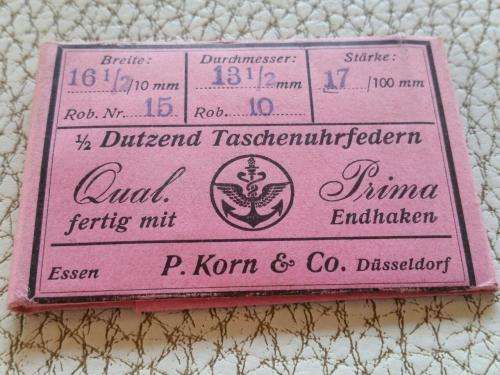 Breite: Durchmesser: Stärke:
16 1/2/10 mm 13 1/2 mm 17/100 mm
Rob. Nr. 15 Rob. 10
½ Dutzend Taschenuhrfedern
Qual. Prima
fertig mit Endhaken
Essen P. Korn & Co. Düsseldorf